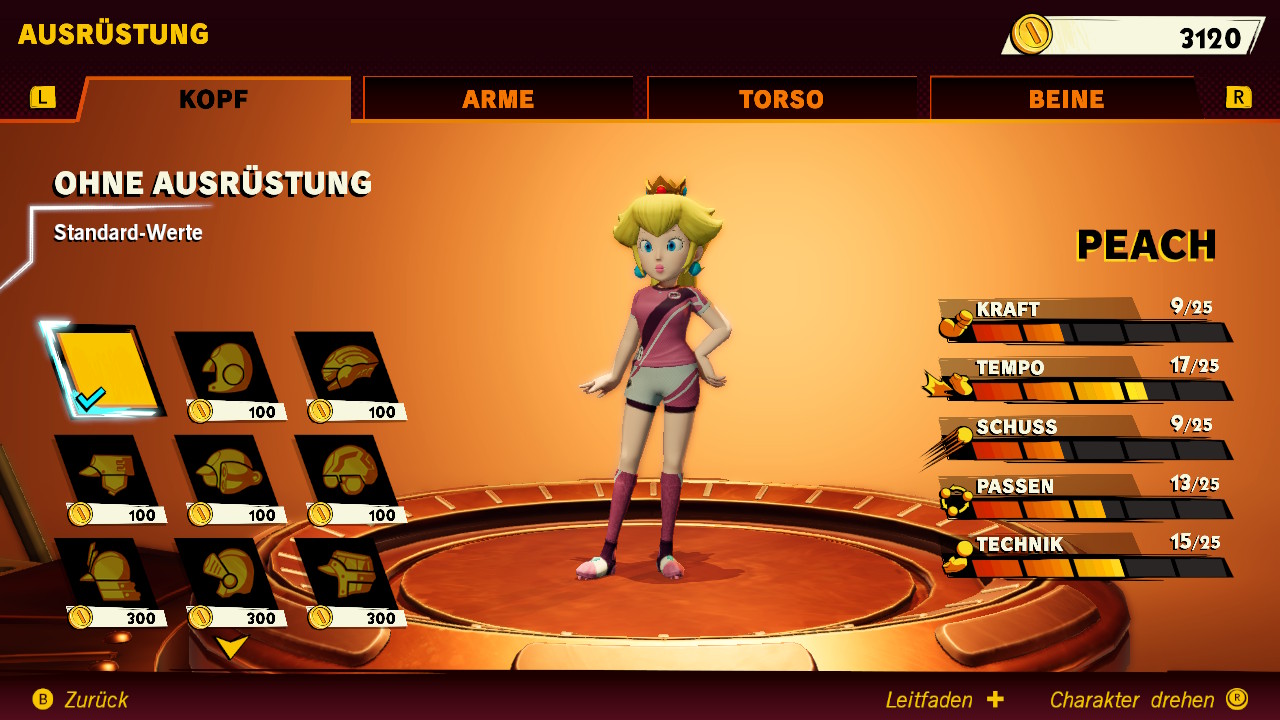 AUSRÜSTUNG
3120
L
KOPF
ARME
TORSO
BEINE
R
OHNE AUSRÜSTUNG
Standard-Werte
PEACH
KRAFT 9/25
TEMPO 17/25
SCHUSS 9/25
PASSEN 13/25
TECHNIK 15/25
100 100
100 100 100
300 300 300
B Zurück
Leitfaden
Charakter drehen R